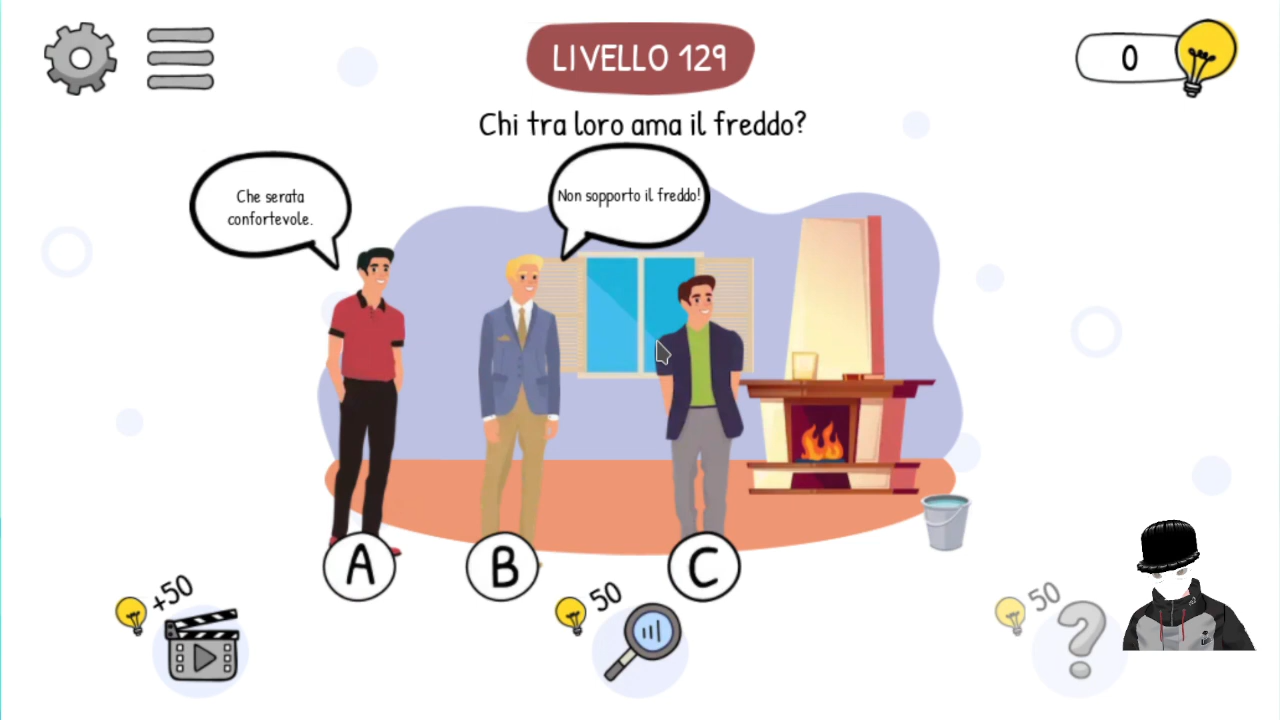 LIVELLO 129
0
Chi tra loro ama il freddo?
Che serata
confortevole.
Non sopporto il freddo!
A
B
C
+50
50
50
?